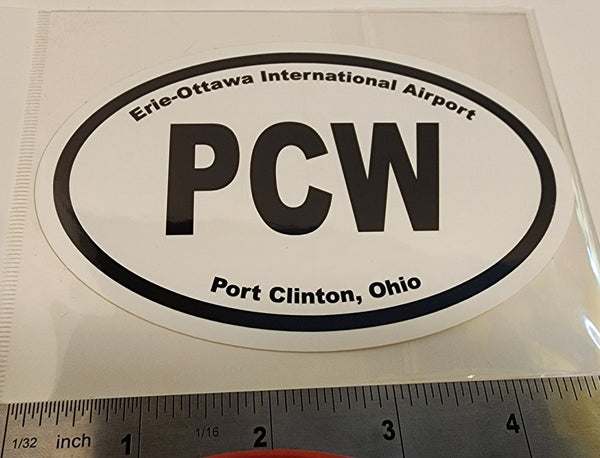 Erie-Ottawa International Airport
PCW
Port Clinton, Ohio
1/32 inch 1 1/16 2 3 4